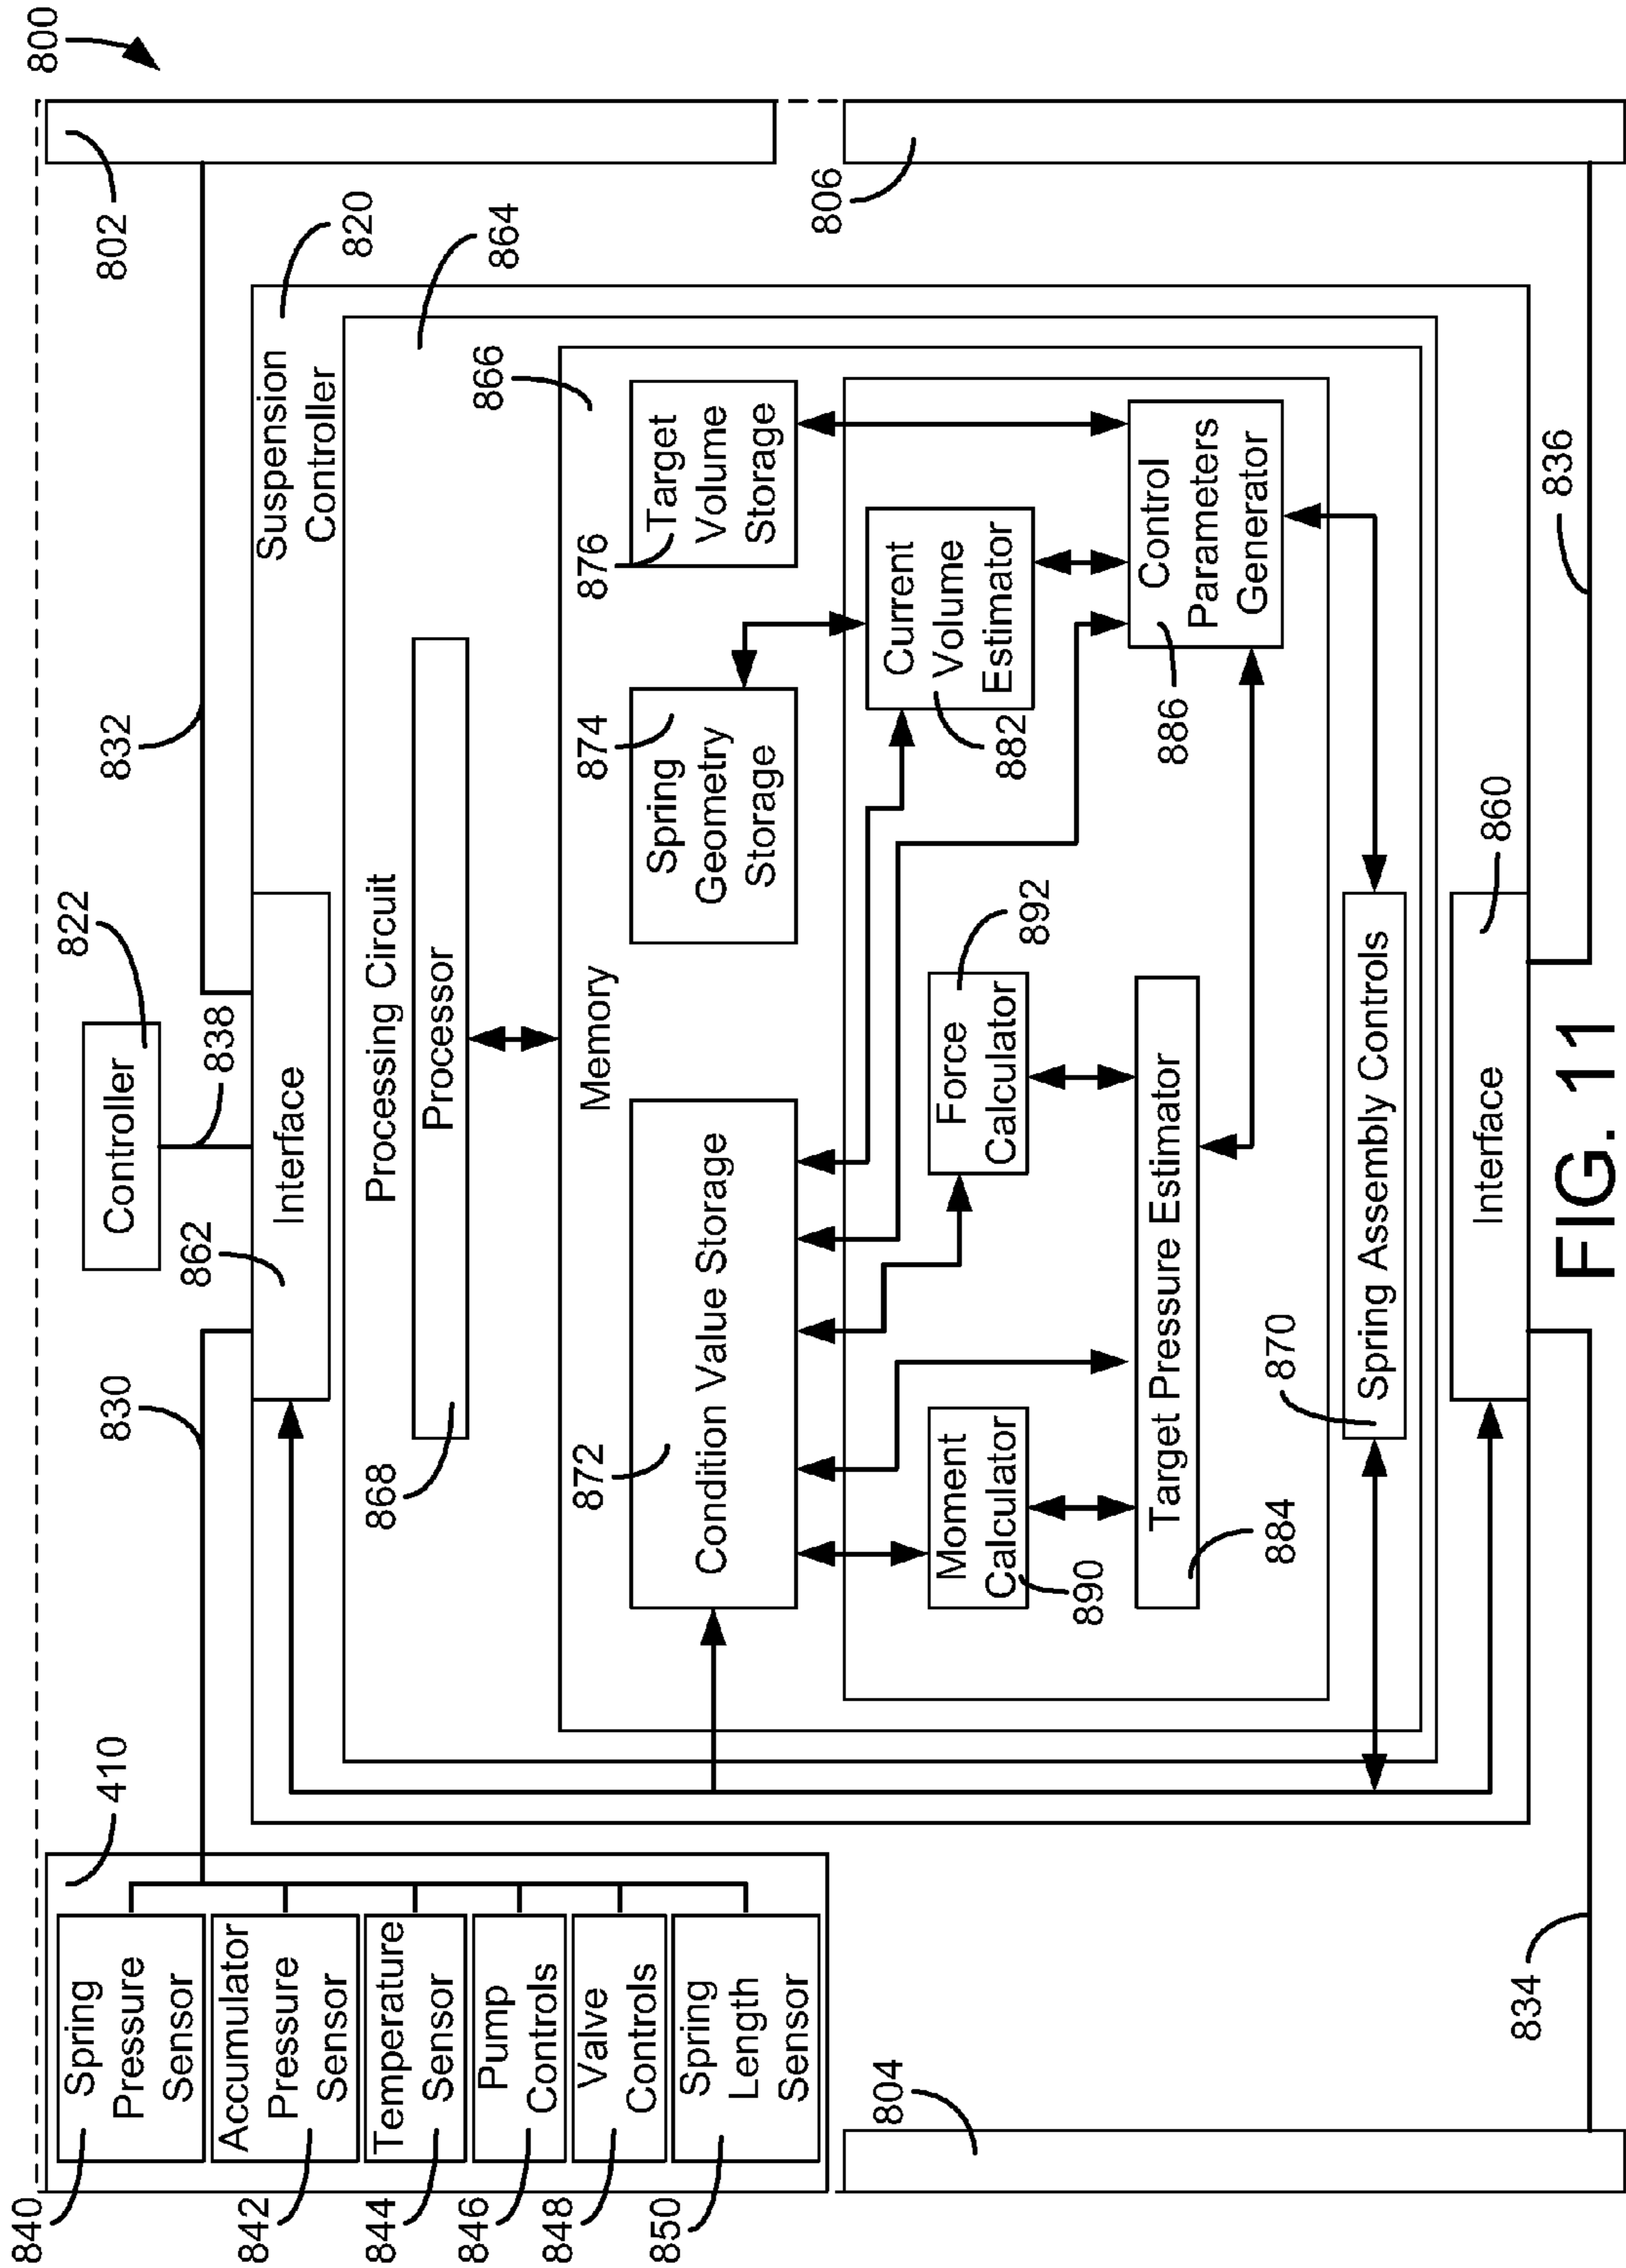 800
802
806
820
864
866
832
Suspension
Controller
836
822
Controller
838
862
Interface
830
410
840
Spring
Pressure
Sensor
842
Accumulator
Pressure
Sensor
844
Temperature
Sensor
846
Pump
Controls
848
Valve
Controls
850
Spring
Length
Sensor
804
834
Processing Circuit
868
Processor
Memory
872
Condition Value Storage
874
Spring
Geometry
Storage
876
Target
Volume
Storage
Moment
Calculator
890
Force
Calculator
892
Current
Volume
Estimator
882
Target Pressure Estimator
884
Control
Parameters
Generator
886
870
Spring Assembly Controls
Interface
860
FIG. 11